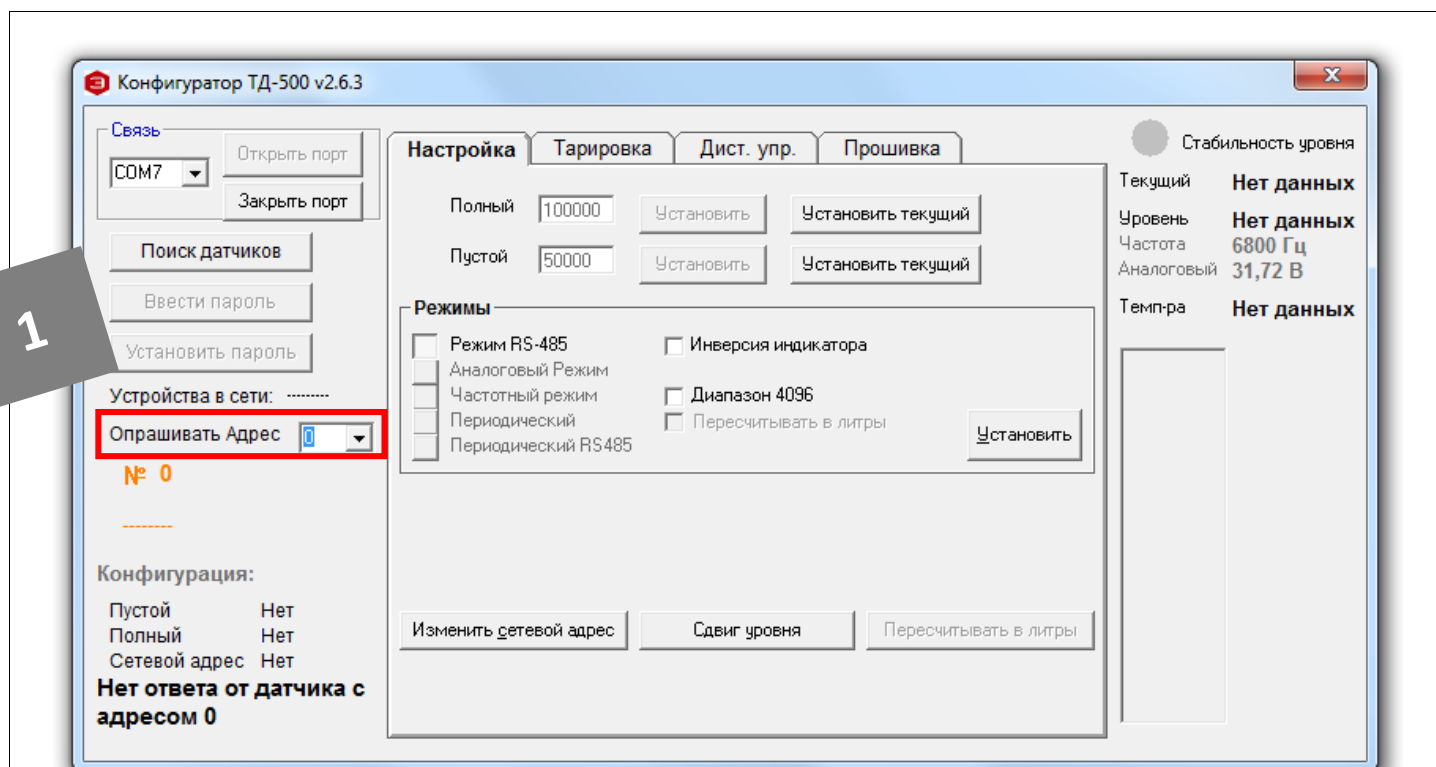 Конфигуратор ТД-500 v2.6.3
x
Связь
COM7
Открыть порт
Закрыть порт
Поиск датчиков
Ввести пароль
Установить пароль
1
Устройства в сети: ---------
Опрашивать Адрес 0
№ 0
--------
Конфигурация:
Пустой Нет
Полный Нет
Сетевой адрес Нет
Нет ответа от датчика с
адресом 0
Настройка Тарировка Дист. упр. Прошивка
Полный 100000 Установить Установить текущий
Пустой 50000 Установить Установить текущий
Режимы
Режим RS-485 Инверсия индикатора
Аналоговый Режим
Частотный режим Диапазон 4096
Периодический Пересчитывать в литры
Периодический RS485 Установить
Изменить сетевой адрес Сдвиг уровня Пересчитывать в литры
Стабильность уровня
Текущий Нет данных
Уровень Нет данных
Частота 6800 Гц
Аналоговый 31,72 В
Темп-ра Нет данных